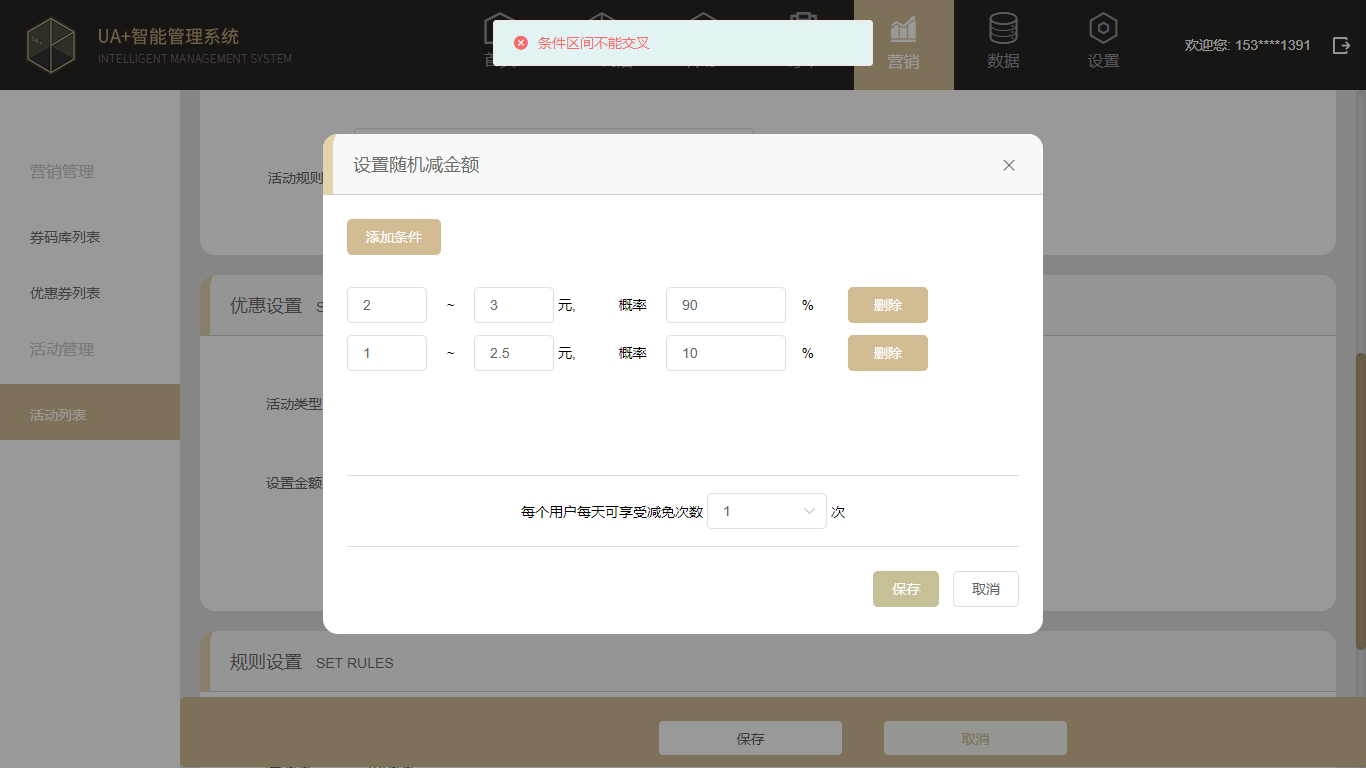 UA+智能管理系统
INTELLIGENT MANAGEMENT SYSTEM
条件区间不能交叉
营销
数据
设置
欢迎您: 153****1391
营销管理
券码库列表
优惠券列表
活动管理
活动列表
活动规则
优惠设置
活动类型
设置金额
设置随机减金额
添加条件
2 ~ 3 元, 概率 90 % 删除
1 ~ 2.5 元, 概率 10 % 删除
每个用户每天可享受减免次数 1 次
保存 取消
规则设置 SET RULES
保存 取消